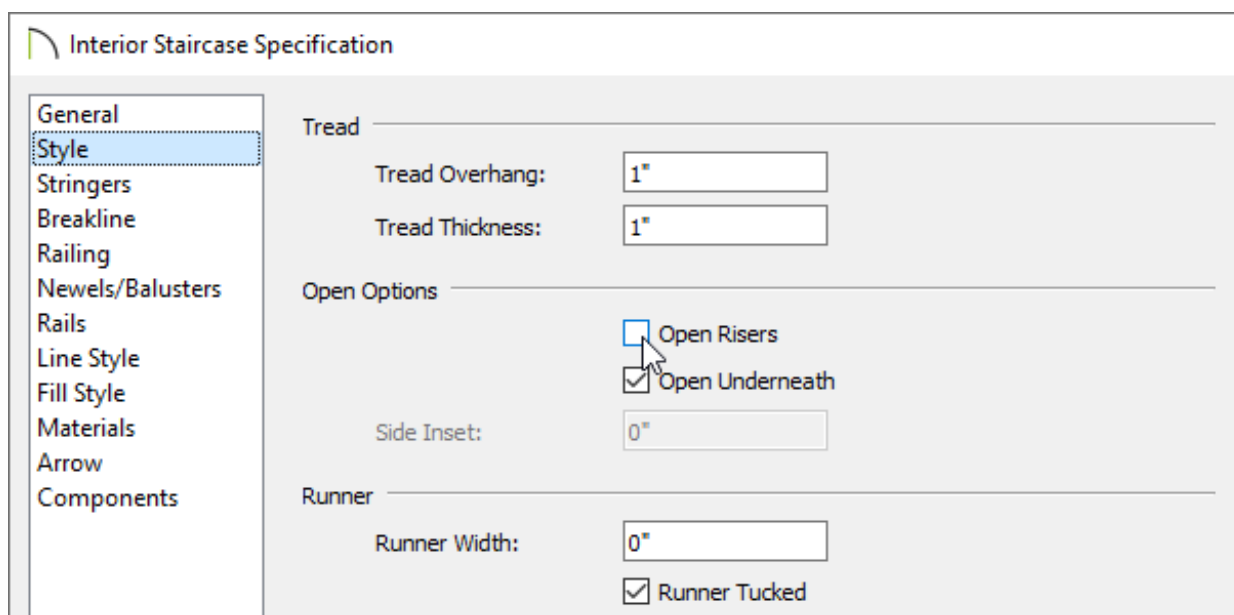 Interior Staircase Specification
General
Style
Stringers
Breakline
Railing
Newels/Balusters
Rails
Line Style
Fill Style
Materials
Arrow
Components
Tread
Tread Overhang: 1"
Tread Thickness: 1"
Open Options
Open Risers
Open Underneath
Side Inset: 0"
Runner
Runner Width: 0"
Runner Tucked